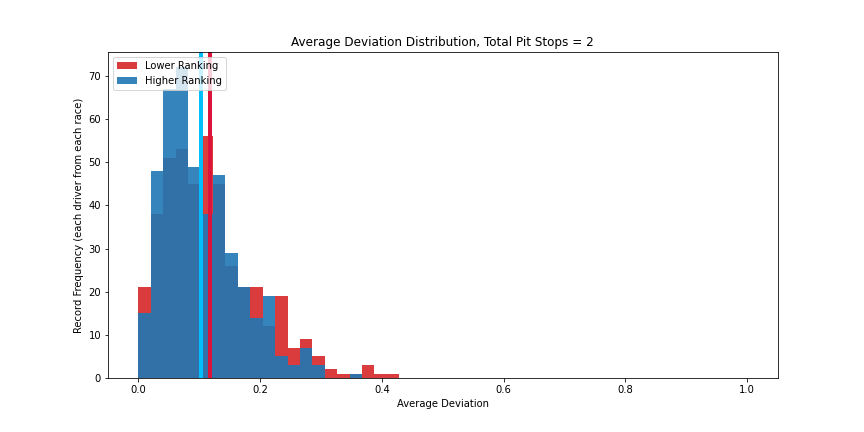 Average Deviation Distribution, Total Pit Stops = 2
Lower Ranking
Higher Ranking
Record Frequency (each driver from each race)
70
60
50
40
30
20
10
0
0.0 0.2 0.4 0.6 0.8 1.0
Average Deviation